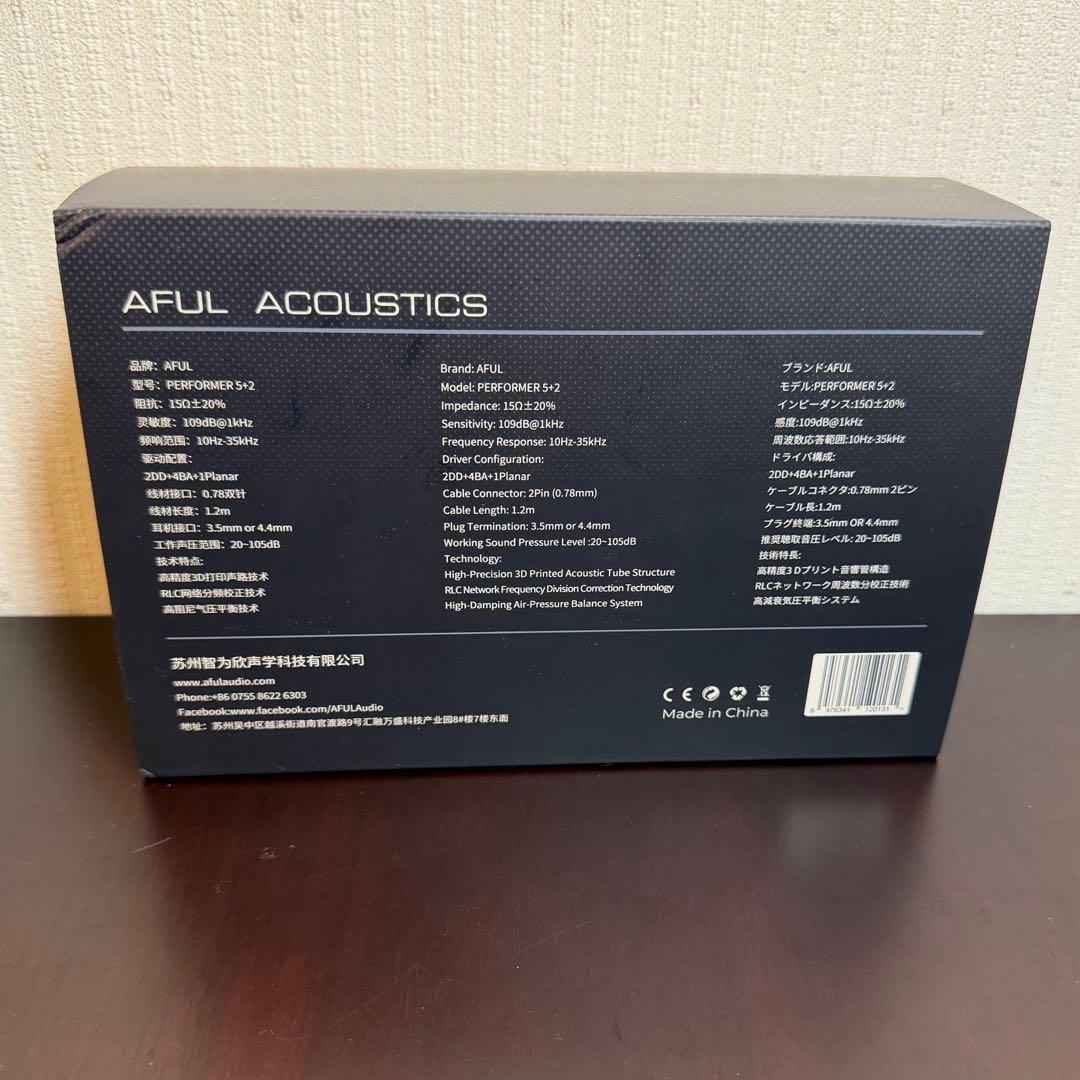 AFUL ACOUSTICS
品牌：AFUL
型号：PERFORMER 5+2
阻抗：15Ω±20%
灵敏度：109dB@1kHz
频响范围：10Hz-35kHz
驱动配置：
2DD+4BA+1Planar
线材接口：0.78双针
线材长度：1.2m
耳机接口：3.5mm or 4.4mm
工作声压范围：20~105dB
技术特点：
高精度3D打印声路技术
RLC网络分频校正技术
高阻尼气压平衡技术
Brand: AFUL
Model: PERFORMER 5+2
Impedance: 15Ω±20%
Sensitivity: 109dB@1kHz
Frequency Response: 10Hz-35kHz
Driver Configuration:
2DD+4BA+1Planar
Cable Connector: 2Pin (0.78mm)
Cable Length: 1.2m
Plug Termination: 3.5mm or 4.4mm
Working Sound Pressure Level :20~105dB
Technology:
High-Precision 3D Printed Acoustic Tube Structure
RLC Network Frequency Division Correction Technology
High-Damping Air-Pressure Balance System
ブランド:AFUL
モデル:PERFORMER 5+2
インピーダンス:15Ω±20%
感度:109dB@1kHz
周波数応答範囲:10Hz-35kHz
ドライバ構成:
2DD+4BA+1Planar
ケーブルコネクタ:0.78mm 2ピン
ケーブル長:1.2m
プラグ終端:3.5mm OR 4.4mm
推奨聴取音圧レベル: 20~105dB
技術特長:
高精度3Dプリント音響管構造
RLCネットワーク周波数分校正技術
高減衰気圧平衡システム
苏州智为欣声学科技有限公司
www.afulaudio.com
Phone:+86 0755 8622 6303
Facebook:www.facebook.com/AFULAudio
地址：苏州吴中区越溪街道南官渡路9号汇融万盛科技产业园8#楼7楼东面
CE
Made in China
6 976341 120131 >